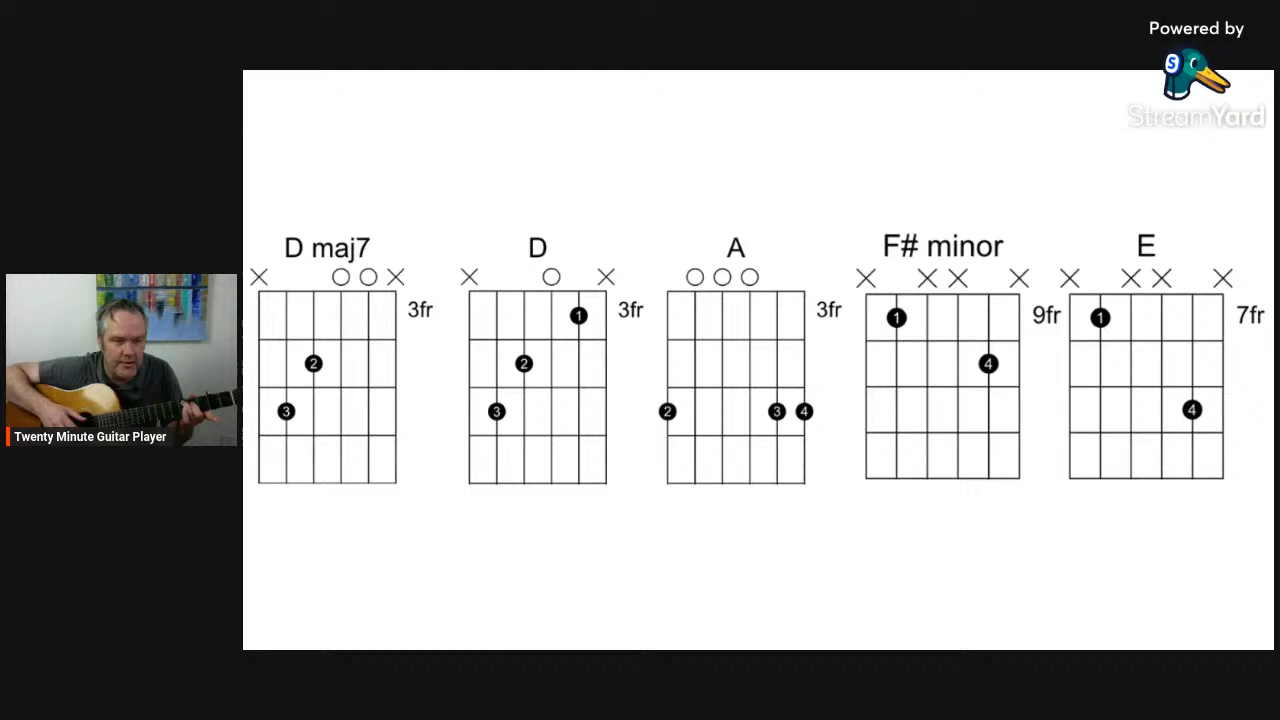 Powered by
S
StreamYard
D maj7
D
A
F# minor
E
3fr
3fr
3fr
9fr
7fr
1
1
1
2
2
4
3
3
2
3
4
4
Twenty Minute Guitar Player